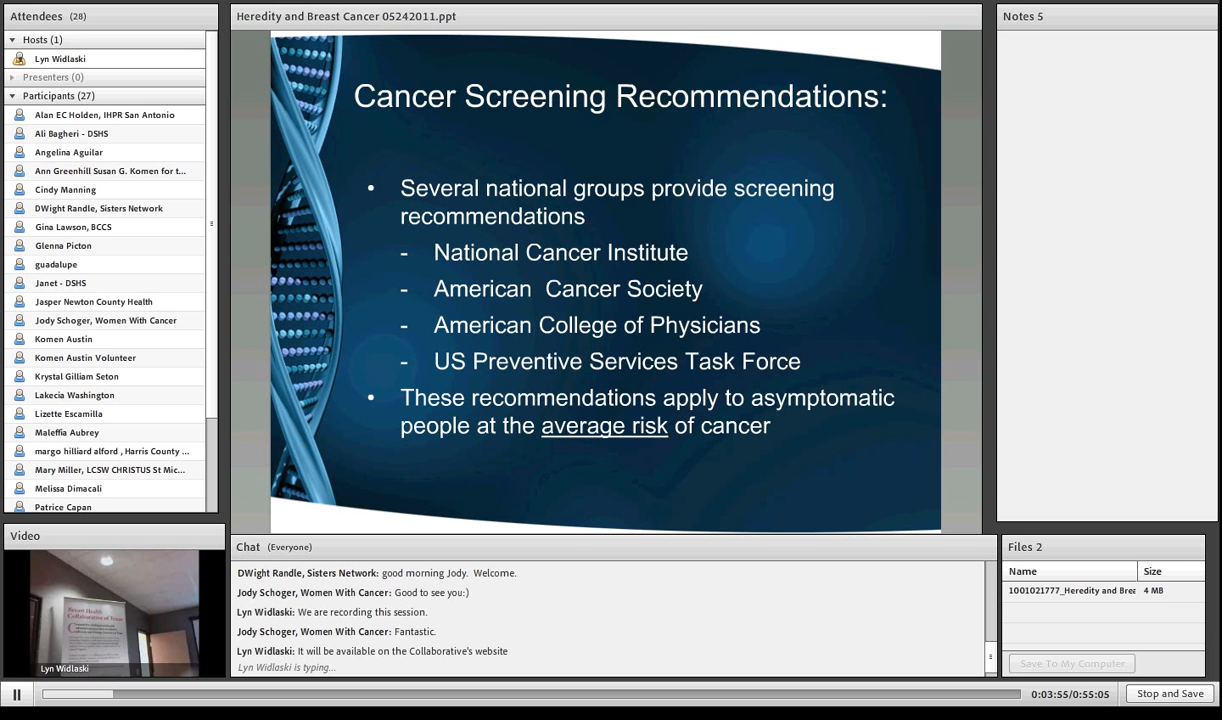 Attendees (28)
Hosts (1)
Lyn Widlaski
Presenters (0)
Participants (27)
Alan EC Holden, IHPR San Antonio
Ali Bagheri - DSHS
Angelina Aguilar
Ann Greenhill Susan G. Komen for t...
Cindy Manning
DWight Randle, Sisters Network
Gina Lawson, BCCS
Glenna Picton
guadalupe
Janet - DSHS
Jasper Newton County Health
Jody Schoger, Women With Cancer
Komen Austin
Komen Austin Volunteer
Krystal Gilliam Seton
Lakecia Washington
Lizette Escamilla
Maleffia Aubrey
margo hilliard alford , Harris County ...
Mary Miller, LCSW CHRISTUS St Mic...
Melissa Dimacali
Patrice Capan
Video
Breast Health
Collaborative of Texas
Lyn Widlaski
Heredity and Breast Cancer 05242011.ppt
Cancer Screening Recommendations:
• Several national groups provide screening
recommendations
- National Cancer Institute
- American Cancer Society
- American College of Physicians
- US Preventive Services Task Force
• These recommendations apply to asymptomatic
people at the average risk of cancer
Chat (Everyone)
DWight Randle, Sisters Network: good morning Jody. Welcome.
Jody Schoger, Women With Cancer: Good to see you:)
Lyn Widlaski: We are recording this session.
Jody Schoger, Women With Cancer: Fantastic.
Lyn Widlaski: It will be available on the Collaborative's website
Lyn Widlaski is typing...
Notes 5
Files 2
Name Size
1001021777_Heredity and Brea 4 MB
Save To My Computer
0:03:55/0:55:05
Stop and Save